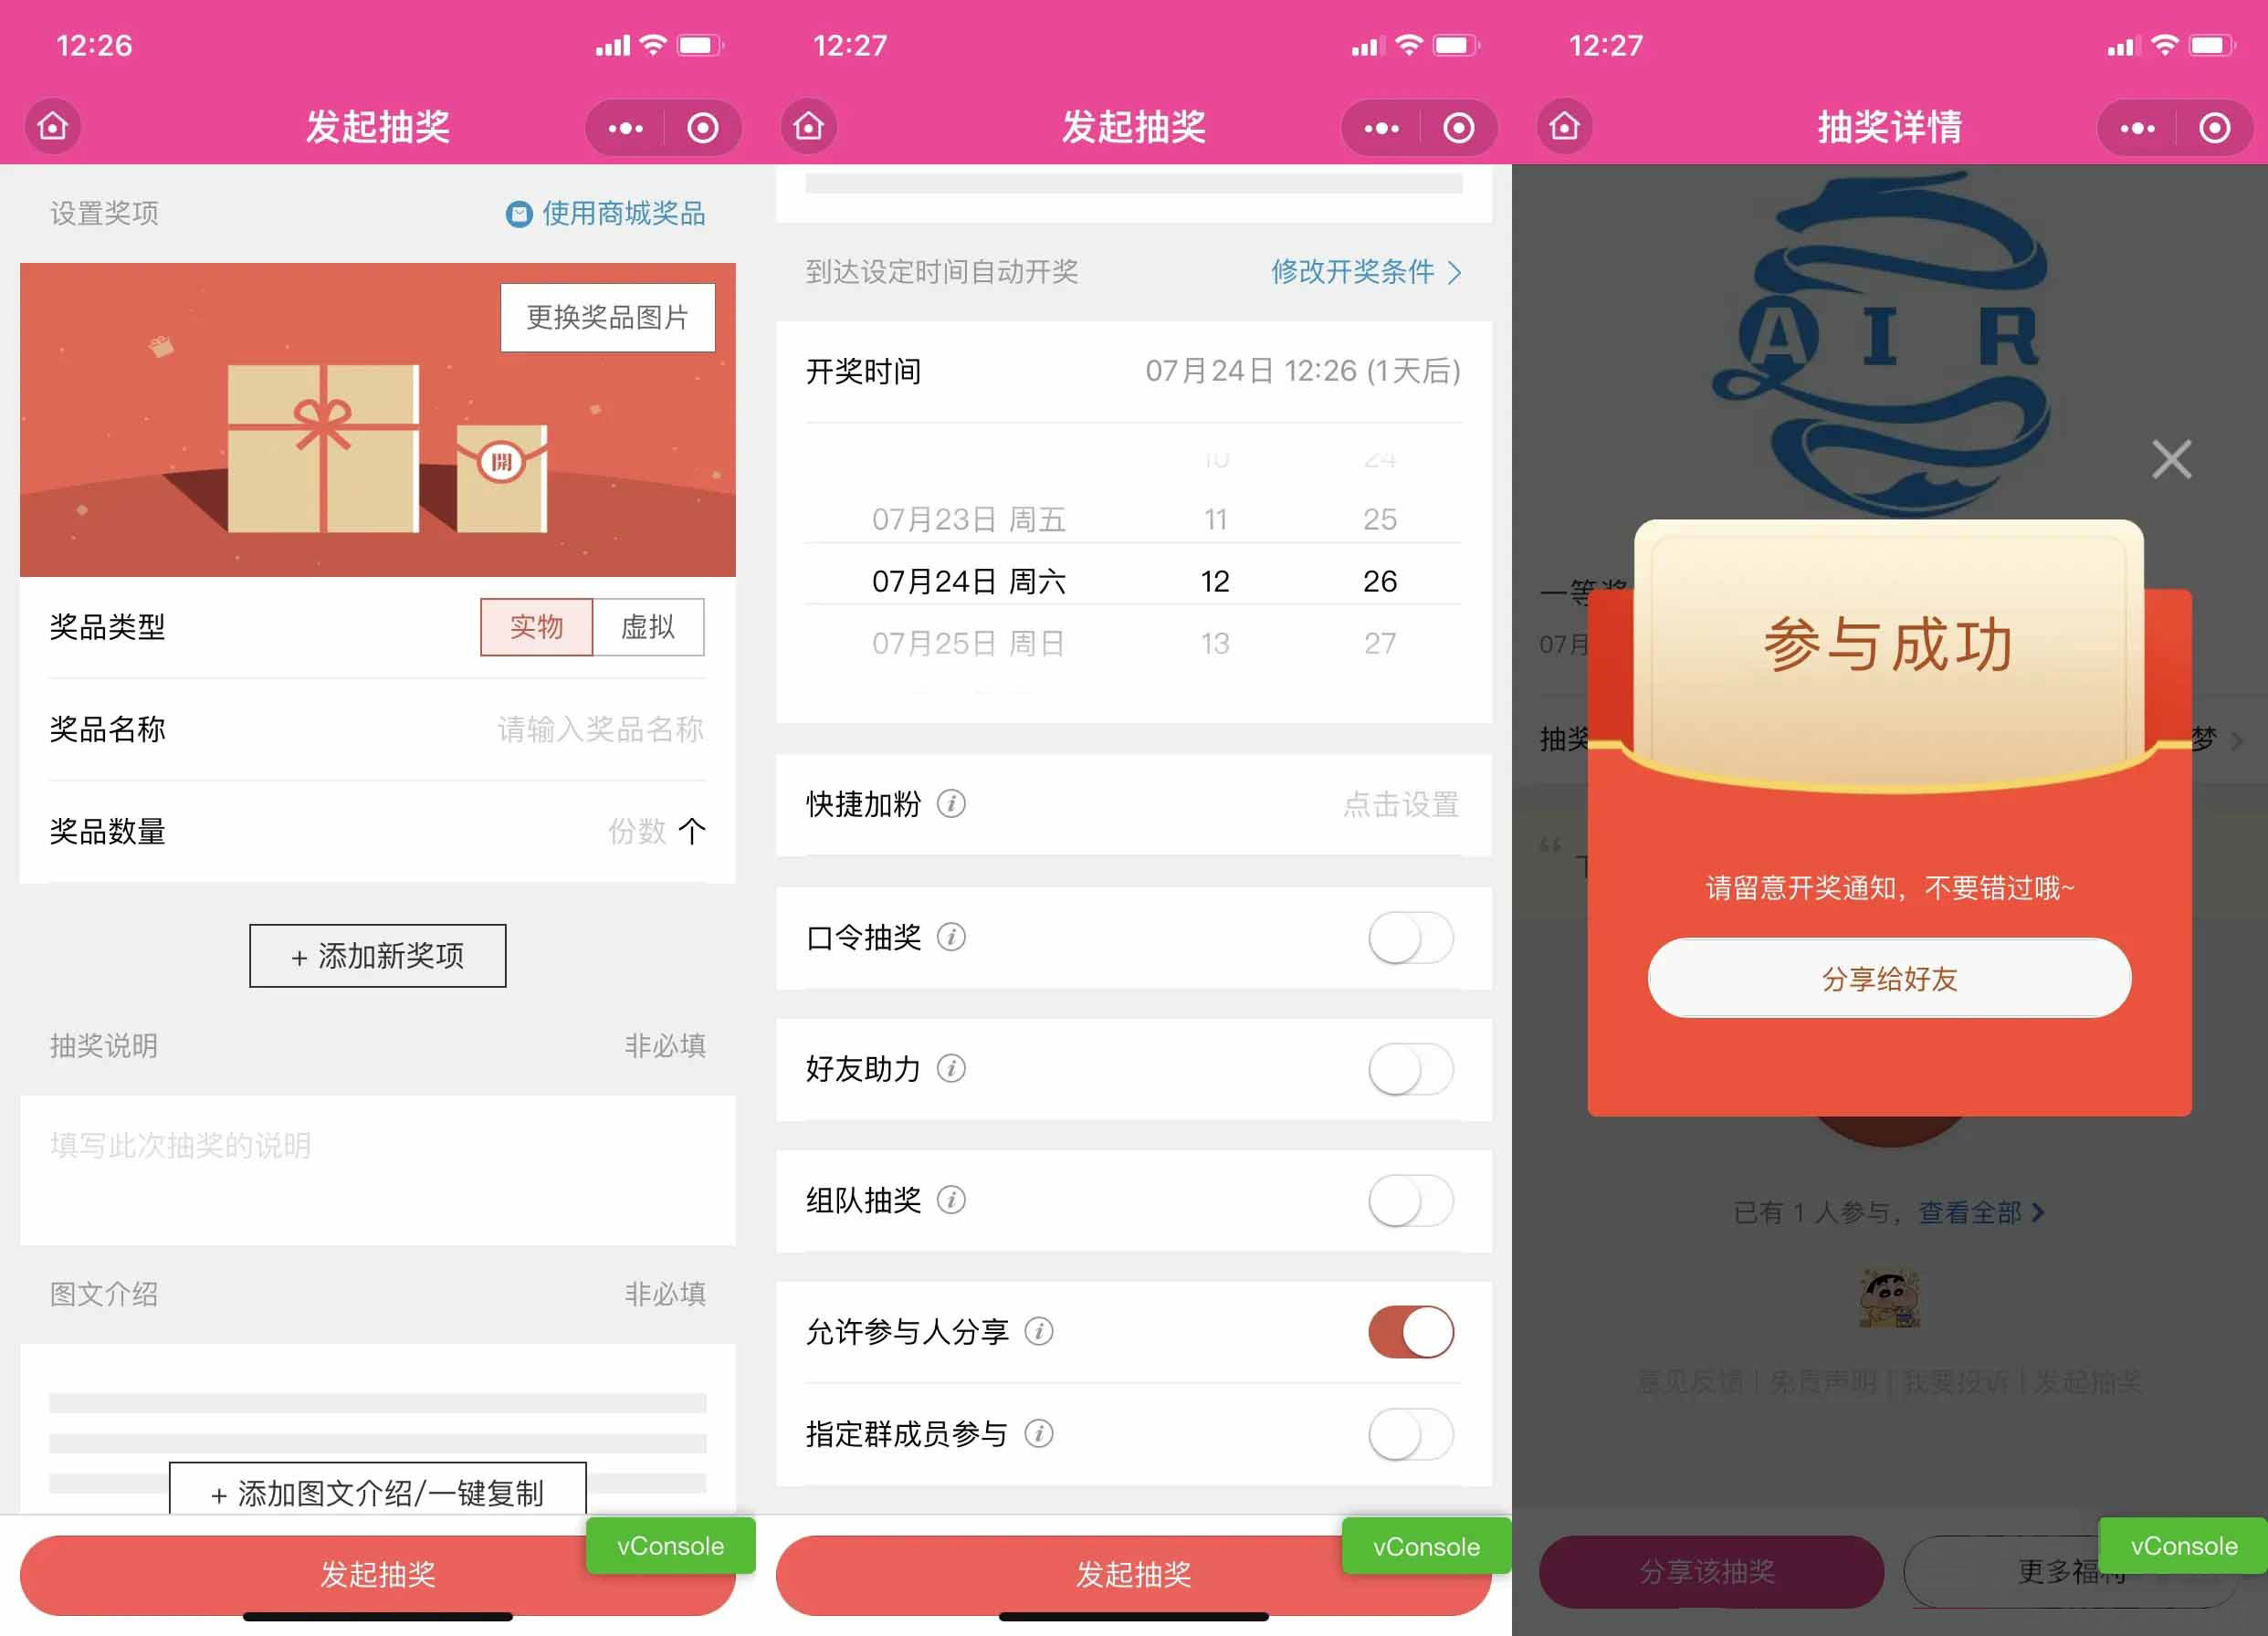 12:26
发起抽奖
设置奖项
使用商城奖品
更换奖品图片
開
奖品类型
实物
虚拟
奖品名称
请输入奖品名称
奖品数量
份数 个
+ 添加新奖项
抽奖说明
非必填
填写此次抽奖的说明
图文介绍
非必填
+ 添加图文介绍/一键复制
发起抽奖
vConsole
12:27
发起抽奖
到达设定时间自动开奖
修改开奖条件
开奖时间
07月24日 12:26 (1天后)
10 24
07月23日 周五 11 25
07月24日 周六 12 26
07月25日 周日 13 27
快捷加粉
点击设置
口令抽奖
好友助力
组队抽奖
允许参与人分享
指定群成员参与
发起抽奖
vConsole
12:27
抽奖详情
A I R
一等奖
07月
参与成功
抽奖
梦
请留意开奖通知，不要错过哦~
分享给好友
已有 1 人参与，查看全部
意见反馈 | 免责声明 | 我要投诉 | 发起抽奖
分享该抽奖
更多福利
vConsole